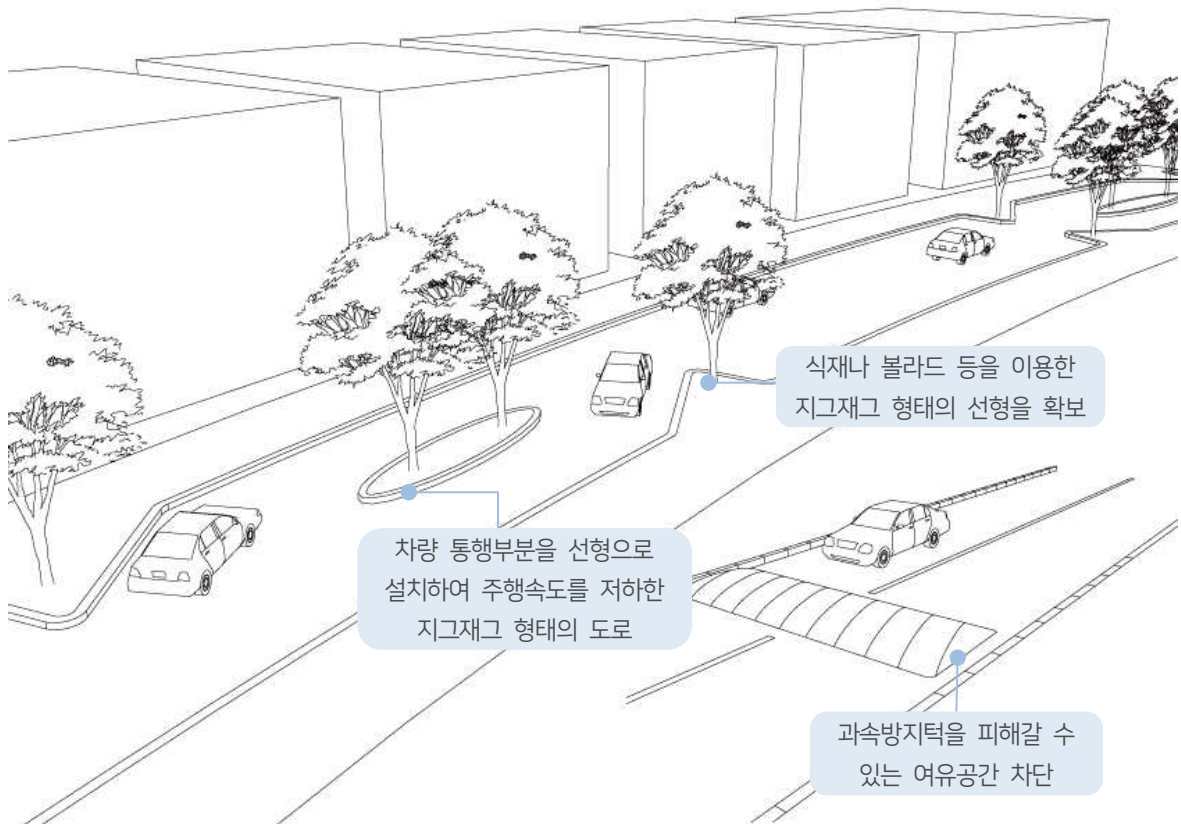 식재나 볼라드 등을 이용한
지그재그 형태의 선형을 확보
차량 통행부분을 선형으로
설치하여 주행속도를 저하한
지그재그 형태의 도로
과속방지턱을 피해갈 수
있는 여유공간 차단